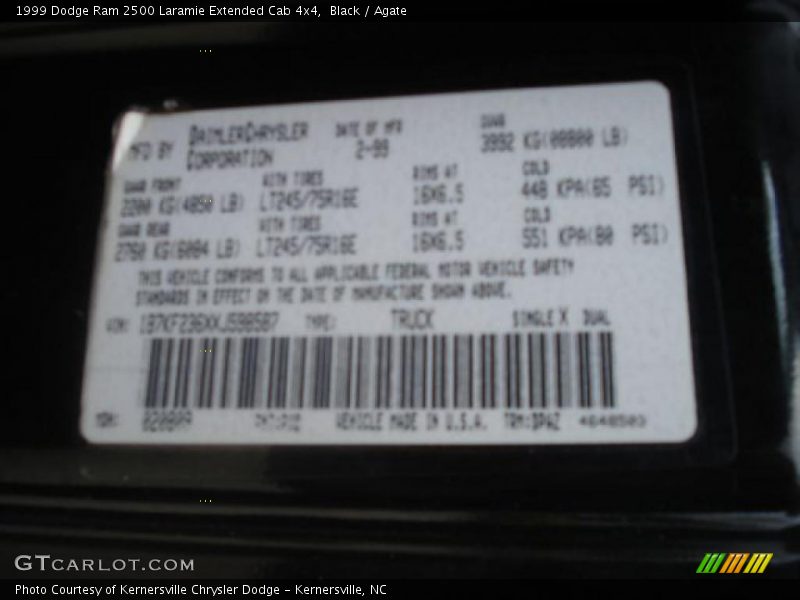 1999 Dodge Ram 2500 Laramie Extended Cab 4x4,  Black / Agate
MFD BY DAIMLERCHRYSLER CORPORATION DATE OF MFR 2-99 GVWR 3992 KG(08800 LB)
GAWR FRONT WITH TIRES RIMS AT COLD
2200 KG(4850 LB) LT245/75R16E 16X6.5 448 KPA(65 PSI)
GAWR REAR WITH TIRES RIMS AT COLD
2760 KG(6084 LB) LT245/75R16E 16X6.5 551 KPA(80 PSI)
THIS VEHICLE CONFORMS TO ALL APPLICABLE FEDERAL MOTOR VEHICLE SAFETY
STANDARDS IN EFFECT ON THE DATE OF MANUFACTURE SHOWN ABOVE.
VIN: TYPE: TRUCK SINGLE X DUAL
MDH: VEHICLE MADE IN U.S.A.
GTCARLOT.COM
Photo Courtesy of Kernersville Chrysler Dodge - Kernersville, NC